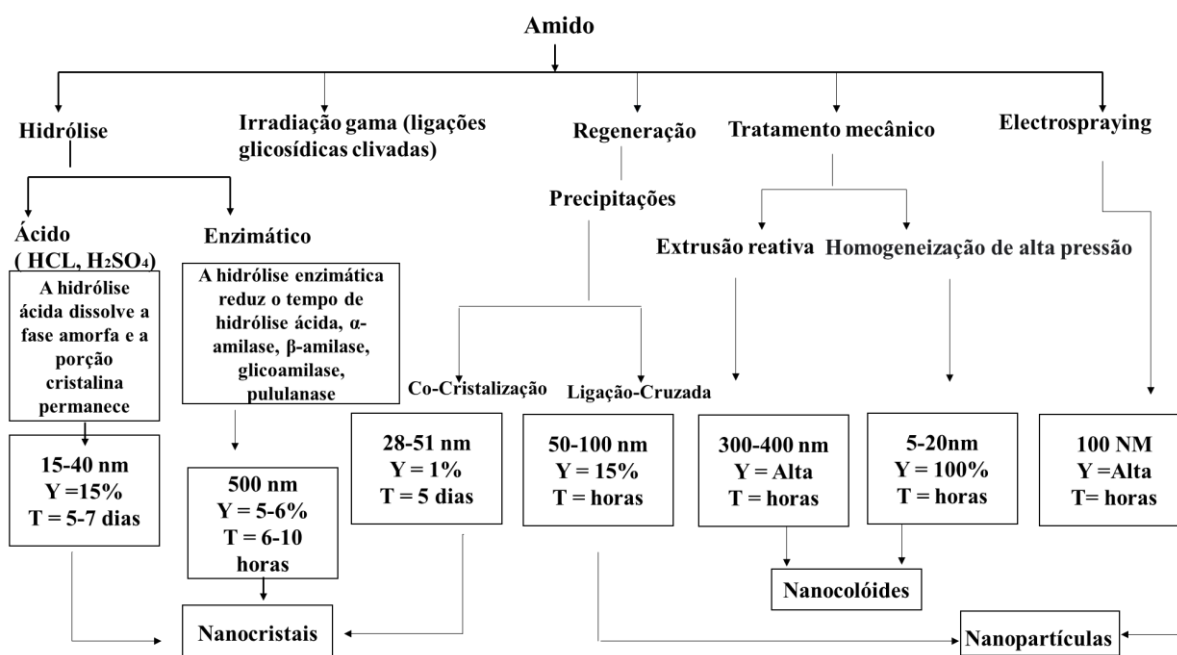 Amido
Hidrólise
Irradiação gama (ligações
glicosídicas clivadas)
Regeneração
Tratamento mecânico
Electrospraying
Precipitações
Ácido
( HCL, H₂SO₄)
Enzimático
Extrusão reativa
Homogeneização de alta pressão
A hidrólise
ácida dissolve a
fase amorfa e a
porção
cristalina
permanece
A hidrólise enzimática
reduz o tempo de
hidrólise ácida, α-
amilase, β-amilase,
glicoamilase,
pululanase
Co-Cristalização
Ligação-Cruzada
15-40 nm
Y =15%
T = 5-7 dias
500 nm
Y = 5-6%
T = 6-10
horas
28-51 nm
Y = 1%
T = 5 dias
50-100 nm
Y = 15%
T = horas
300-400 nm
Y = Alta
T = horas
5-20nm
Y = 100%
T = horas
100 NM
Y =Alta
T= horas
Nanocristais
Nanocolóides
Nanopartículas